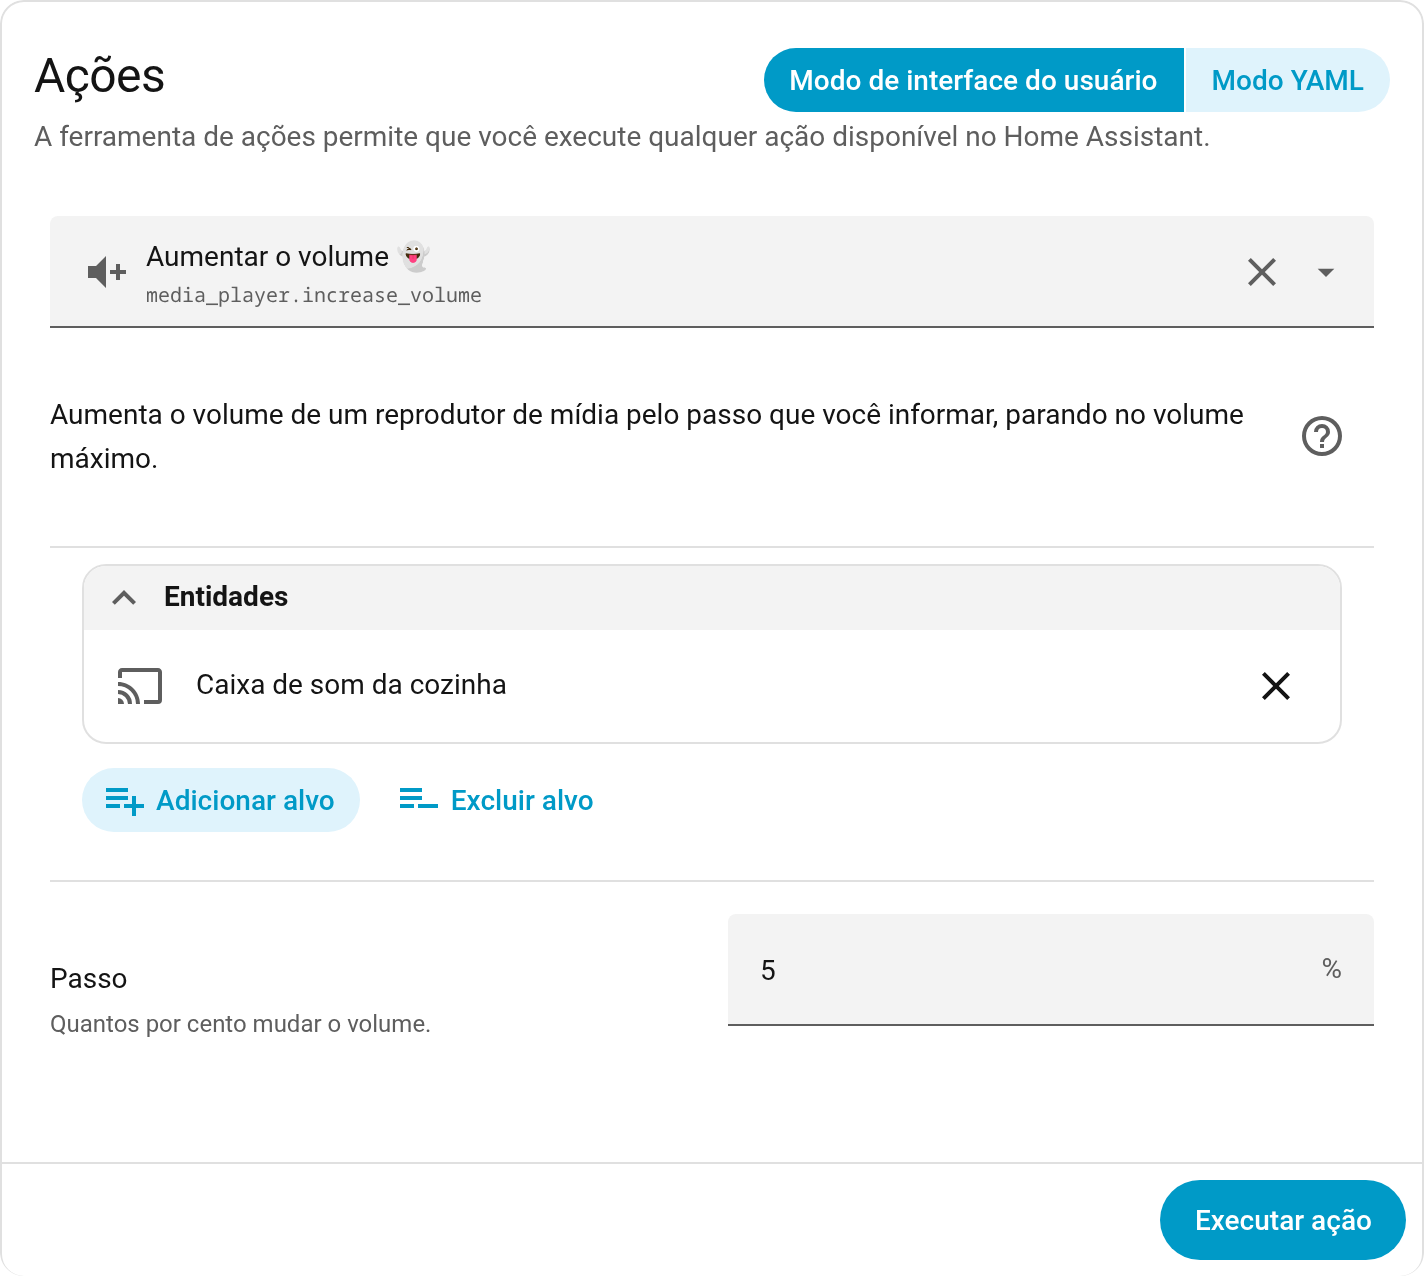 Ações
Modo de interface do usuário
Modo YAML
A ferramenta de ações permite que você execute qualquer ação disponível no Home Assistant.
Aumentar o volume 👻
media_player.increase_volume
Aumenta o volume de um reprodutor de mídia pelo passo que você informar, parando no volume
máximo.
Entidades
Caixa de som da cozinha
Adicionar alvo
Excluir alvo
Passo
Quantos por cento mudar o volume.
5
%
Executar ação